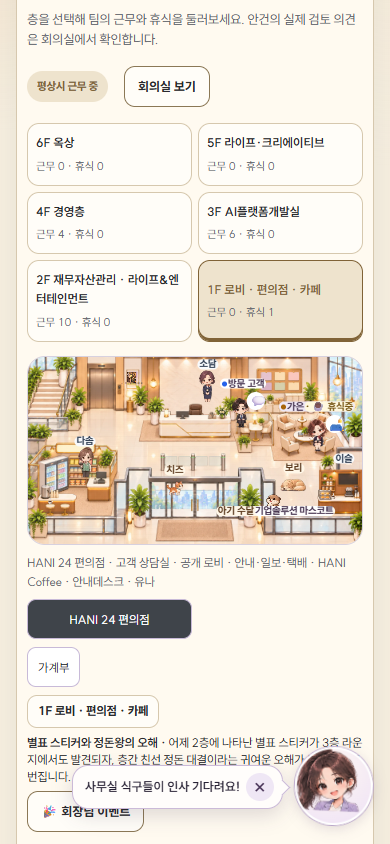 층을 선택해 팀의 근무와 휴식을 둘러보세요. 안건의 실제 검토 의견
은 회의실에서 확인합니다.
평상시 근무 중
회의실 보기
6F 옥상
근무 0 · 휴식 0
5F 라이프·크리에이티브
근무 0 · 휴식 0
4F 경영층
근무 4 · 휴식 0
3F AI플랫폼개발실
근무 6 · 휴식 0
2F 재무자산관리 · 라이프&엔
터테인먼트
근무 10 · 휴식 0
1F 로비 · 편의점 · 카페
근무 0 · 휴식 1
소담
방문 고객
가은 · 휴식중
다솜
치즈
보리
이슬
아기 수달
기업솔루션 마스코트
HANI 24 편의점 · 고객 상담실 · 공개 로비 · 안내·일보·택배 · HANI
Coffee · 안내데스크 · 유나
HANI 24 편의점
가계부
1F 로비 · 편의점 · 카페
별표 스티커와 정돈왕의 오해 · 어제 2층에 나타난 별표 스티커가 3층 라운
지에서도 발견되자, 층간 친선 정돈 대결이라는 귀여운 오해가
번집니다.
사무실 식구들이 인사 기다려요!
회장님 이벤트